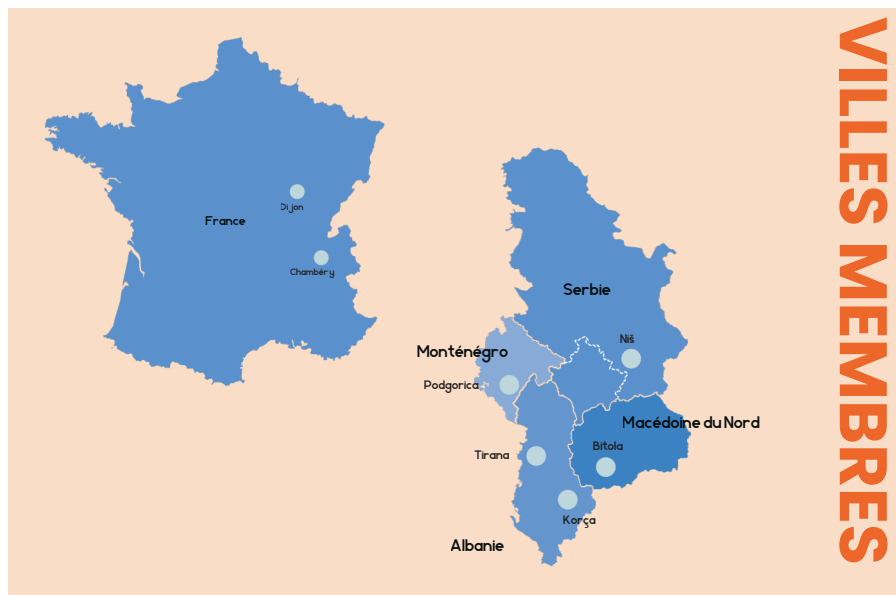 VILLES MEMBRES
Dijon
France
Chambéry
Serbie
Niš
Monténégro
Podgorica
Macédoine du Nord
Bitola
Tirana
Korça
Albanie